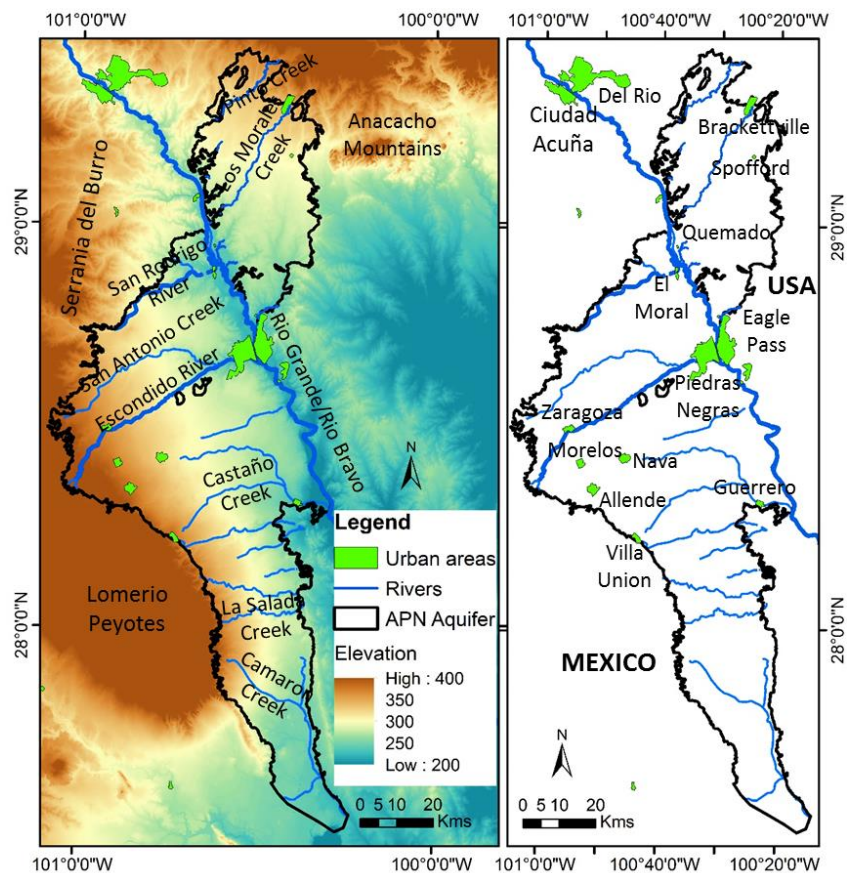 101°0'0"W
100°0'0"W
Pinto Creek
Los Morales
Creek
Anacacho
Mountains
Serrania del Burro
29°0'0"N
San Rodrigo
River
San Antonio Creek
Escondido River
Rio Grande/Rio Bravo
N
Castaño
Creek
Lomerio
Peyotes
La Salada
Creek
Camaron
Creek
28°0'0"N
Legend
Urban areas
Rivers
APN Aquifer
Elevation
High : 400
350
300
250
Low : 200
0 5 10 20
Kms
101°0'0"W
100°0'0"W
101°0'0"W
100°40'0"W
100°20'0"W
Del Rio
Ciudad
Acuña
Brackettville
Spofford
29°0'0"N
Quemado
El
Moral
USA
Eagle
Pass
Piedras
Negras
Zaragoza
Morelos
Nava
Allende
Guerrero
Villa
Union
28°0'0"N
MEXICO
N
0 5 10 20
Kms
101°0'0"W
100°40'0"W
100°20'0"W